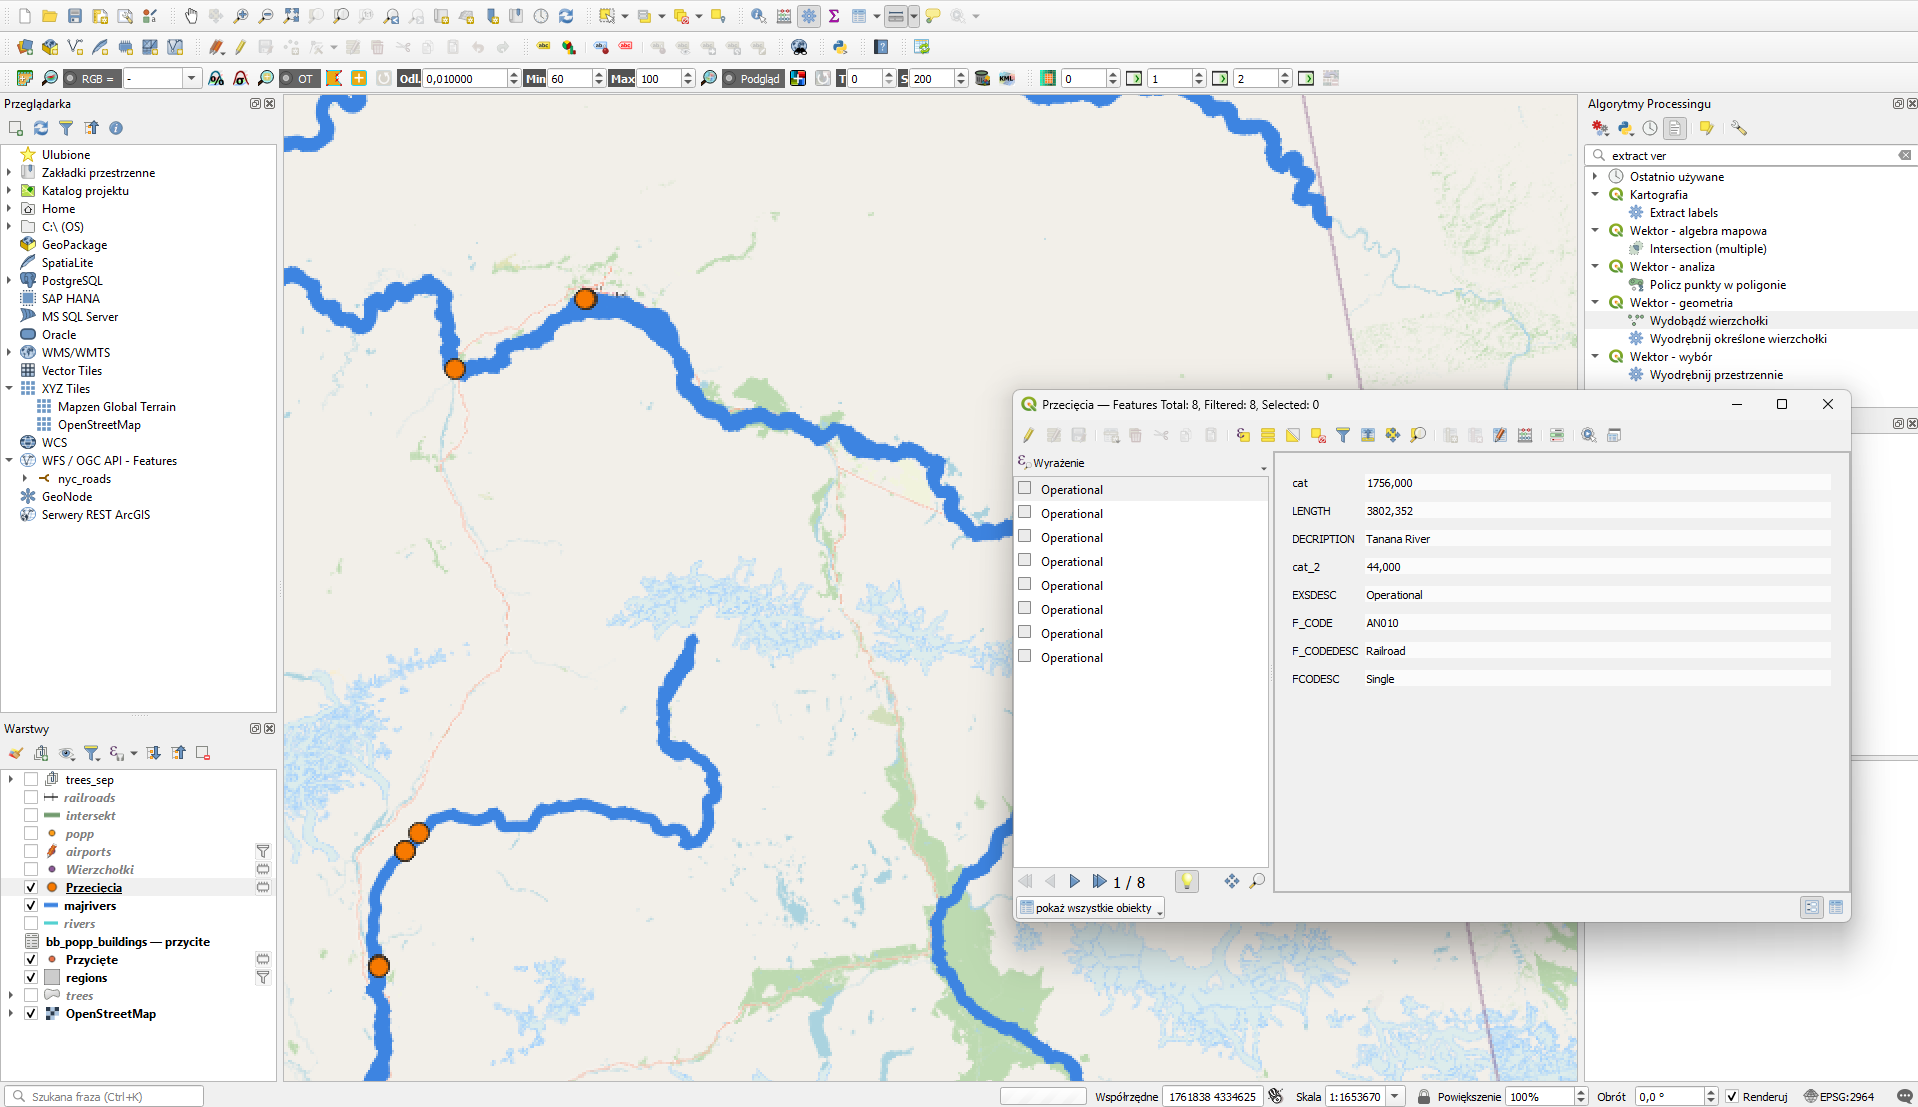 RGB =
-
OT
Odl.
0,010000
Min
60
Max
100
Podgląd
T
0
S
200
KML
0
1
2
Przeglądarka
Ulubione
Zakładki przestrzenne
Katalog projektu
Home
C:\ (OS)
GeoPackage
SpatiaLite
PostgreSQL
SAP HANA
MS SQL Server
Oracle
WMS/WMTS
Vector Tiles
XYZ Tiles
Mapzen Global Terrain
OpenStreetMap
WCS
WFS / OGC API - Features
nyc_roads
GeoNode
Serwery REST ArcGIS
Warstwy
trees_sep
railroads
intersekt
popp
airports
Wierzchołki
Przecięcia
majrivers
rivers
bb_popp_buildings — przycite
Przycięte
regions
trees
OpenStreetMap
Algorytmy Processingu
extract ver
Ostatnio używane
Kartografia
Extract labels
Wektor - algebra mapowa
Intersection (multiple)
Wektor - analiza
Policz punkty w poligonie
Wektor - geometria
Wydobądź wierzchołki
Wyodrębnij określone wierzchołki
Wektor - wybór
Wyodrębnij przestrzennie
Przecięcia — Features Total: 8, Filtered: 8, Selected: 0
Wyrażenie
Operational
Operational
Operational
Operational
Operational
Operational
Operational
Operational
cat 1756,000
LENGTH 3802,352
DECRIPTION Tanana River
cat_2 44,000
EXSDESC Operational
F_CODE AN010
F_CODEDESC Railroad
FCODESC Single
1 / 8
pokaż wszystkie obiekty
Szukana fraza (Ctrl+K)
Współrzędne 1761838 4334625
Skala 1:1653670
Powiększenie 100%
Obrót 0,0 °
Renderuj
EPSG:2964